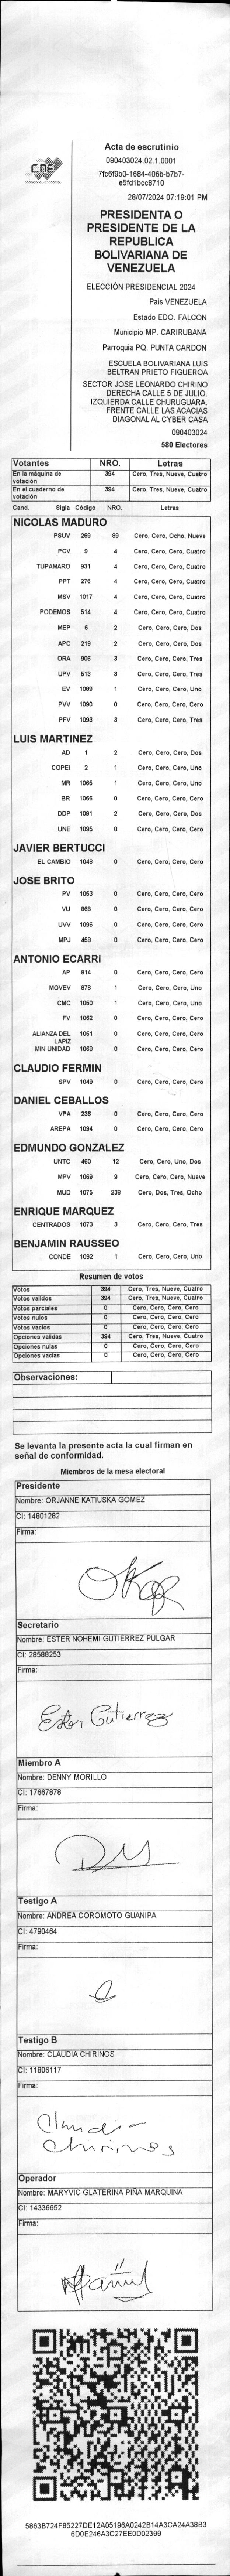 CNE
Acta de escrutinio
090403024.02.1.0001
7fc6f9b0-1684-406b-b7b7-
e5fd1bcc8710
28/07/2024 07:19:01 PM
PRESIDENTA O
PRESIDENTE DE LA
REPUBLICA
BOLIVARIANA DE
VENEZUELA
ELECCIÓN PRESIDENCIAL 2024
País VENEZUELA
Estado EDO. FALCON
Municipio MP. CARIRUBANA
Parroquia PQ. PUNTA CARDON
ESCUELA BOLIVARIANA LUIS
BELTRAN PRIETO FIGUEROA
SECTOR JOSE LEONARDO CHIRINO
DERECHA CALLE 5 DE JULIO.
IZQUIERDA CALLE CHURUGUARA.
FRENTE CALLE LAS ACACIAS
DIAGONAL AL CYBER CASA
090403024
580 Electores
Votantes NRO. Letras
En la máquina de votación 394 Cero, Tres, Nueve, Cuatro
En el cuaderno de votación 394 Cero, Tres, Nueve, Cuatro
Cand. Sigla Código NRO. Letras
NICOLAS MADURO
PSUV 269 Cero, Cero, Ocho, Nueve
PCV 9 4 Cero, Cero, Cero, Cuatro
TUPAMARO 931 4 Cero, Cero, Cero, Cuatro
PPT 276 4 Cero, Cero, Cero, Cuatro
MSV 1017 4 Cero, Cero, Cero, Cuatro
PODEMOS 514 4 Cero, Cero, Cero, Cuatro
MEP 6 2 Cero, Cero, Cero, Dos
APC 219 2 Cero, Cero, Cero, Dos
ORA 906 3 Cero, Cero, Cero, Tres
UPV 513 3 Cero, Cero, Cero, Tres
EV 1089 1 Cero, Cero, Cero, Uno
PVV 1090 0 Cero, Cero, Cero, Cero
PFV 1093 3 Cero, Cero, Cero, Tres
LUIS MARTINEZ
AD 1 2 Cero, Cero, Cero, Dos
COPEI 2 1 Cero, Cero, Cero, Uno
MR 1065 1 Cero, Cero, Cero, Uno
BR 1066 0 Cero, Cero, Cero, Cero
DDP 1091 2 Cero, Cero, Cero, Dos
UNE 1095 0 Cero, Cero, Cero, Cero
JAVIER BERTUCCI
EL CAMBIO 1048 0 Cero, Cero, Cero, Cero
JOSE BRITO
PV 1053 0 Cero, Cero, Cero, Cero
VU 868 0 Cero, Cero, Cero, Cero
UVV 1096 0 Cero, Cero, Cero, Cero
MPJ 458 0 Cero, Cero, Cero, Cero
ANTONIO ECARRI
AP 814 0 Cero, Cero, Cero, Cero
MOVEV 878 1 Cero, Cero, Cero, Uno
CMC 1050 1 Cero, Cero, Cero, Uno
FV 1062 0 Cero, Cero, Cero, Cero
ALIANZA DEL LAPIZ 1051 0 Cero, Cero, Cero, Cero
MIN UNIDAD 1068 0 Cero, Cero, Cero, Cero
CLAUDIO FERMIN
SPV 1049 0 Cero, Cero, Cero, Cero
DANIEL CEBALLOS
VPA 236 0 Cero, Cero, Cero, Cero
AREPA 1094 0 Cero, Cero, Cero, Cero
EDMUNDO GONZALEZ
UNTC 460 12 Cero, Cero, Uno, Dos
MPV 1069 9 Cero, Cero, Cero, Nueve
MUD 1075 238 Cero, Dos, Tres, Ocho
ENRIQUE MARQUEZ
CENTRADOS 1073 3 Cero, Cero, Cero, Tres
BENJAMIN RAUSSEO
CONDE 1092 1 Cero, Cero, Cero, Uno
Resumen de votos
Votos 394 Cero, Tres, Nueve, Cuatro
Votos validos 394 Cero, Tres, Nueve, Cuatro
Votos parciales 0 Cero, Cero, Cero, Cero
Votos nulos 0 Cero, Cero, Cero, Cero
Votos vacios 0 Cero, Cero, Cero, Cero
Opciones validas 394 Cero, Tres, Nueve, Cuatro
Opciones nulas 0 Cero, Cero, Cero, Cero
Opciones vacias 0 Cero, Cero, Cero, Cero
Observaciones:
Se levanta la presente acta la cual firman en
señal de conformidad.
Miembros de la mesa electoral
Presidente
Nombre: ORJANNE KATIUSKA GOMEZ
CI: 14801282
Firma:
Secretario
Nombre: ESTER NOHEMI GUTIERREZ PULGAR
CI: 28588253
Firma:
Ester Gutierrez
Miembro A
Nombre: DENNY MORILLO
CI: 17667878
Firma:
Testigo A
Nombre: ANDREA COROMOTO GUANIPA
CI: 4790464
Firma:
Testigo B
Nombre: CLAUDIA CHIRINOS
CI: 11806117
Firma:
Claudia
Chirinos
Operador
Nombre: MARYVIC GLATERINA PIÑA MARQUINA
CI: 14336652
Firma:
5863B724F85227DE12A05196A0242B14A3CA24A38B3
6D0E246A3C27EE0D02399